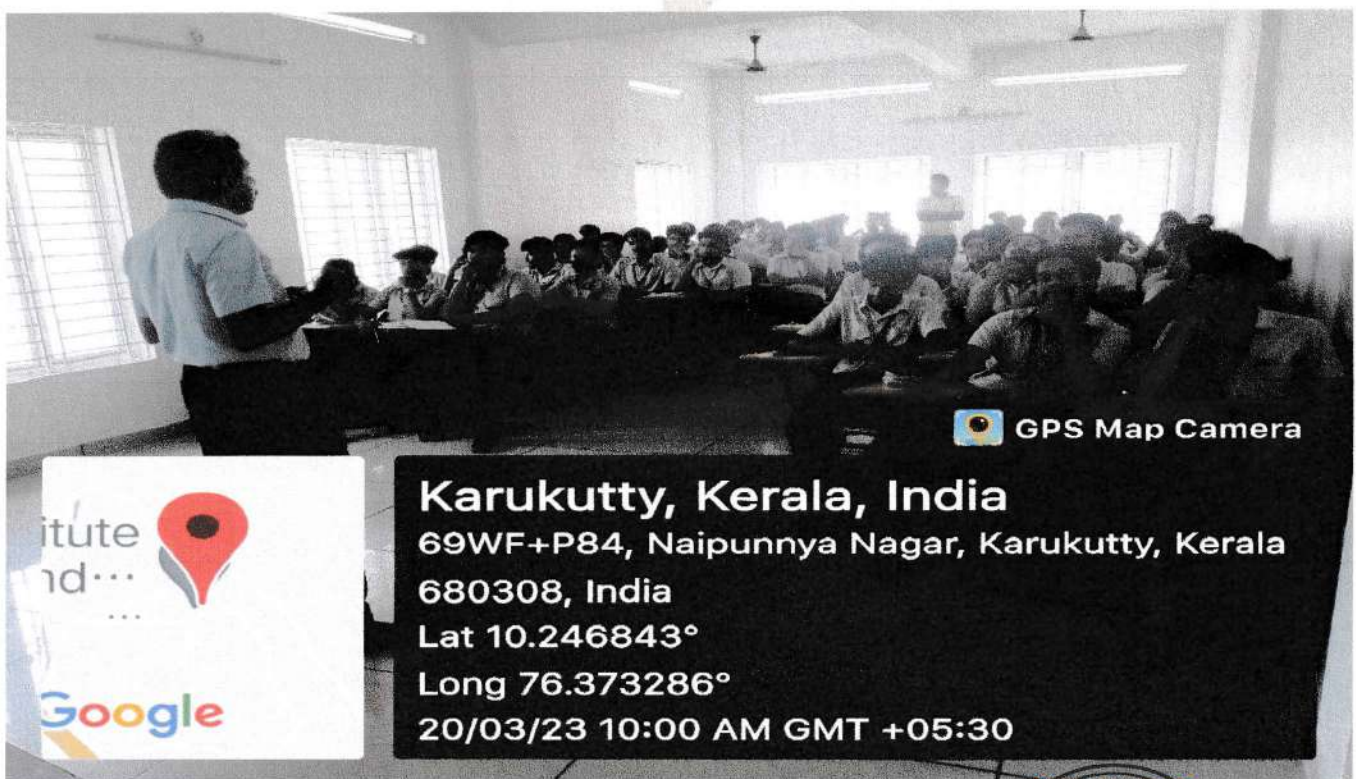 GPS Map Camera
Karukutty, Kerala, India
69WF+P84, Naipunnya Nagar, Karukutty, Kerala
680308, India
Lat 10.246843°
Long 76.373286°
20/03/23 10:00 AM GMT +05:30
itute
nd...
...
Google